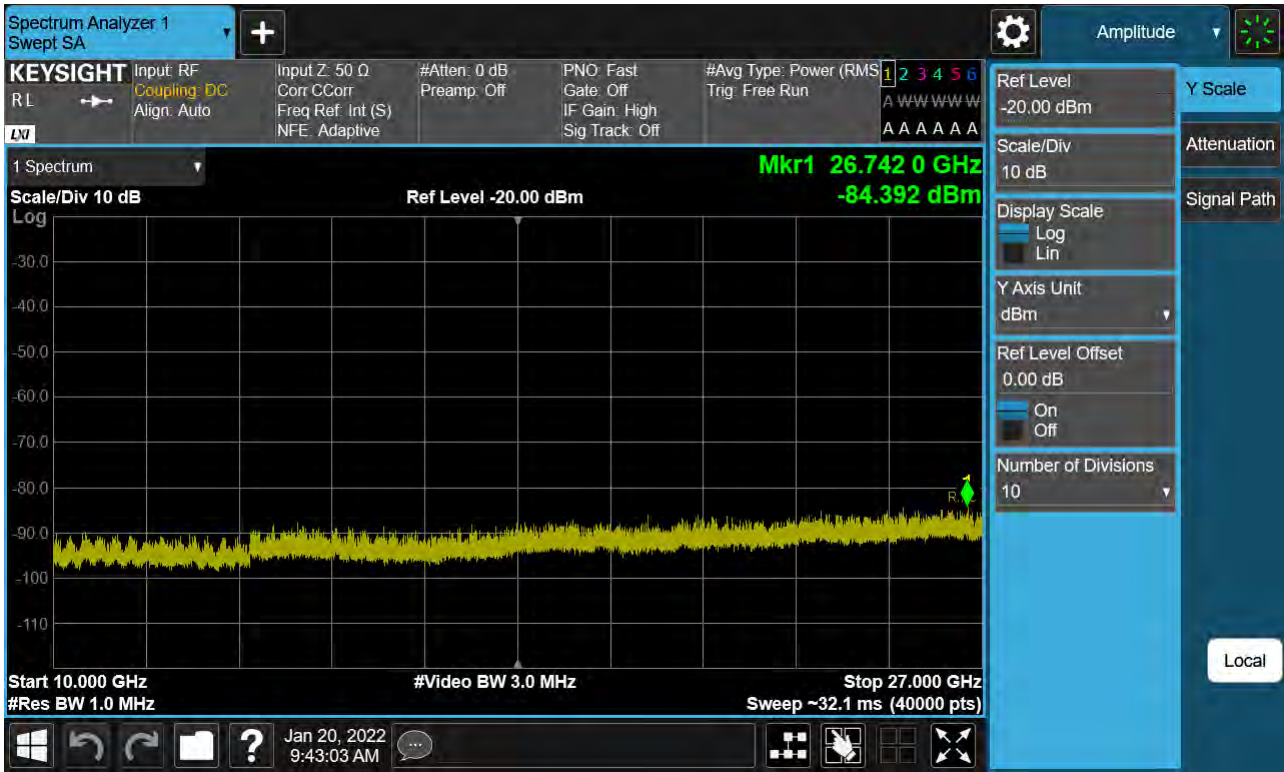 Spectrum Analyzer 1
Swept SA
+
Amplitude
KEYSIGHT
RL
LXI
Input: RF
Coupling: DC
Align: Auto
Input Z: 50 Ω
Corr CCorr
Freq Ref: Int (S)
NFE: Adaptive
#Atten: 0 dB
Preamp: Off
PNO: Fast
Gate: Off
IF Gain: High
Sig Track: Off
#Avg Type: Power (RMS
Trig: Free Run
1 2 3 4 5 6
A W W W W W
A A A A A A
1 Spectrum
Mkr1 26.742 0 GHz
-84.392 dBm
Scale/Div 10 dB
Ref Level -20.00 dBm
Log
-30.0
-40.0
-50.0
-60.0
-70.0
-80.0
-90.0
-100
-110
1
Start 10.000 GHz
#Video BW 3.0 MHz
Stop 27.000 GHz
#Res BW 1.0 MHz
Sweep ~32.1 ms (40000 pts)
Ref Level
-20.00 dBm
Scale/Div
10 dB
Display Scale
Log
Lin
Y Axis Unit
dBm
Ref Level Offset
0.00 dB
On
Off
Number of Divisions
10
Y Scale
Attenuation
Signal Path
Local
?
Jan 20, 2022
9:43:03 AM